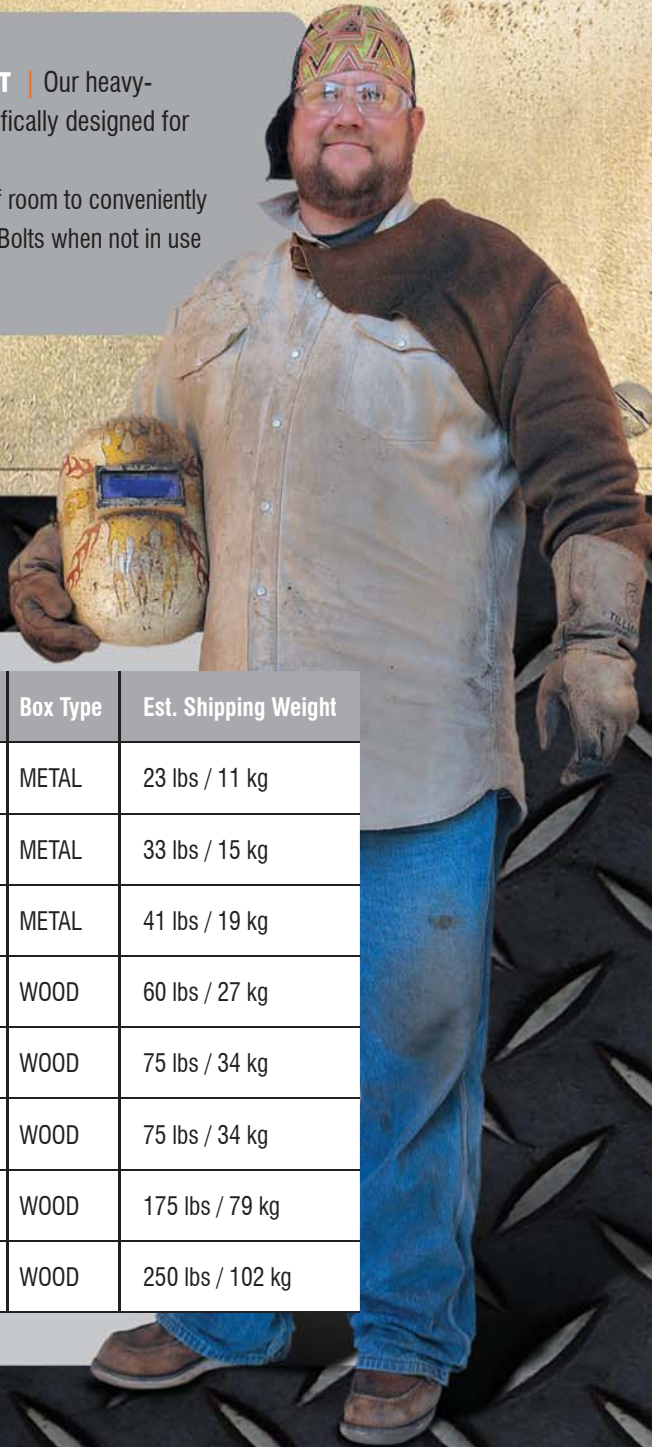 T | Our heavy-
fically designed for
f room to conveniently
Bolts when not in use
Box Type Est. Shipping Weight
METAL 23 lbs / 11 kg
METAL 33 lbs / 15 kg
METAL 41 lbs / 19 kg
WOOD 60 lbs / 27 kg
WOOD 75 lbs / 34 kg
WOOD 75 lbs / 34 kg
WOOD 175 lbs / 79 kg
WOOD 250 lbs / 102 kg